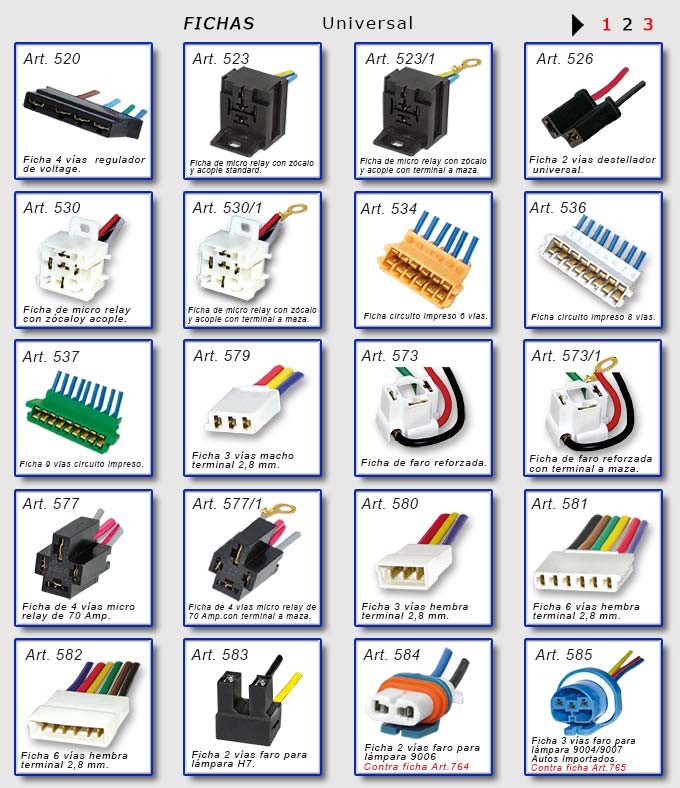 FICHAS Universal 1 2 3
Art. 520
Ficha 4 vías regulador
de voltage.
Art. 523
Ficha de micro relay con zócalo
y acople standard.
Art. 523/1
Ficha de micro relay con zócalo
y acople con terminal a maza.
Art. 526
Ficha 2 vías destellador
universal.
Art. 530
Ficha de micro relay
con zócaloy acople.
Art. 530/1
Ficha de micro relay con zócalo
y acople con terminal a maza.
Art. 534
Ficha circuito impreso 6 vías.
Art. 536
Ficha circuito impreso 8 vías.
Art. 537
Ficha 9 vías circuito impreso.
Art. 579
Ficha 3 vías macho
terminal 2,8 mm.
Art. 573
Ficha de faro reforzada.
Art. 573/1
Ficha de faro reforzada
con terminal a maza.
Art. 577
Ficha de 4 vías micro
relay de 70 Amp.
Art. 577/1
Ficha de 4 vías micro relay de
70 Amp.con terminal a maza.
Art. 580
Ficha 3 vías hembra
terminal 2,8 mm.
Art. 581
Ficha 6 vías hembra
terminal 2,8 mm.
Art. 582
Ficha 6 vías hembra
terminal 2,8 mm.
Art. 583
Ficha 2 vías faro para
lámpara H7.
Art. 584
Ficha 2 vías faro para
lámpara 9006
Contra ficha Art.764
Art. 585
Ficha 3 vías faro para
lámpara 9004/9007
Autos Importados.
Contra ficha Art.765